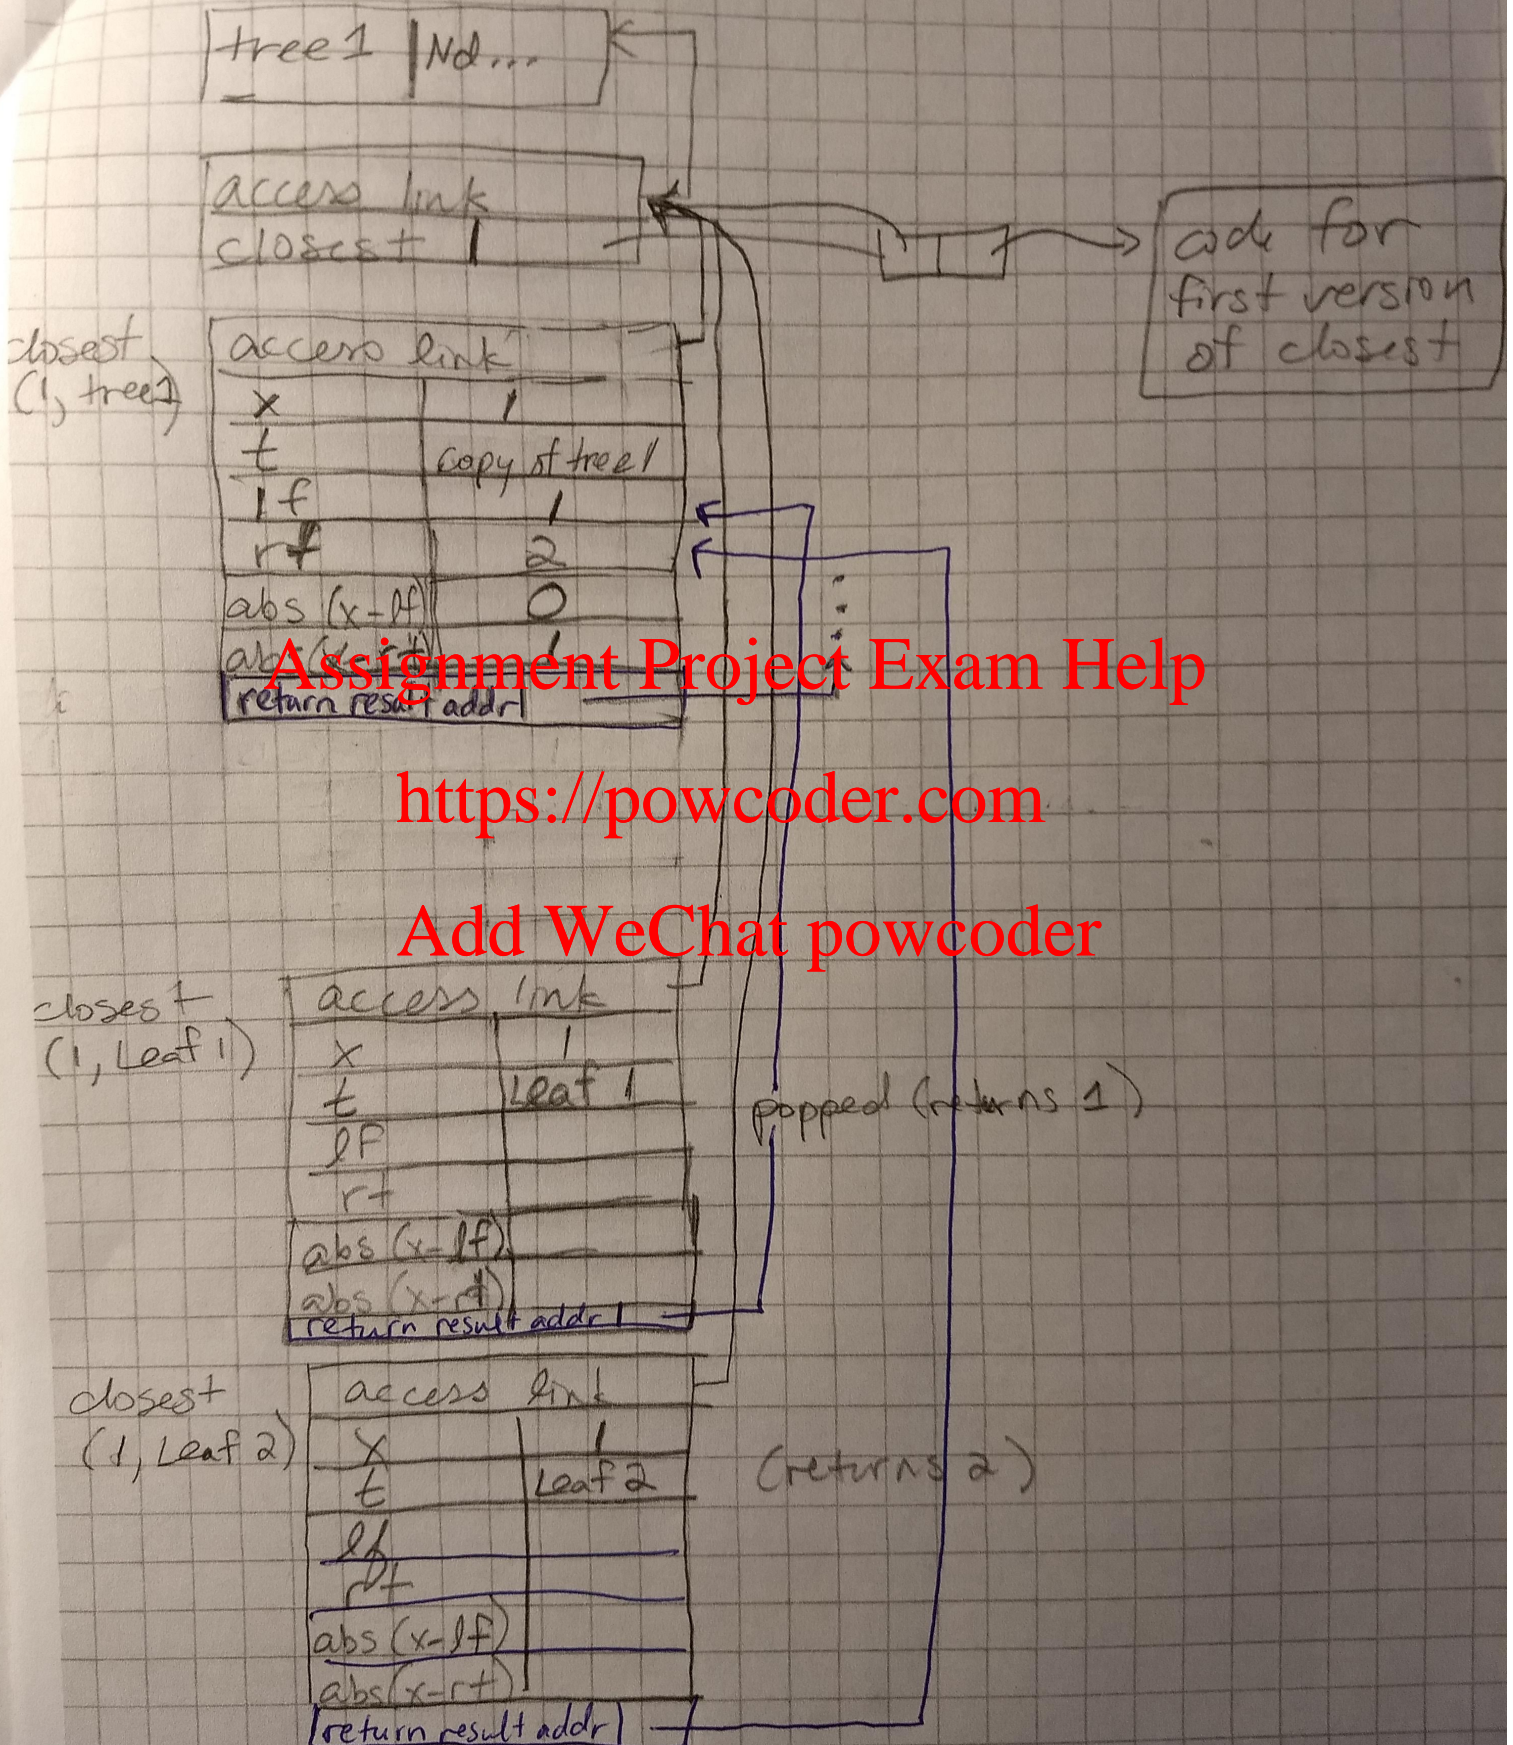 tree1 | Nd...
access link
closest
code for
first version
of closest
closest
(1, tree1)
access link
x 1
t copy of tree1
lf 1
rt 2
abs (x-lf) 0
abs (x-rt) 1
return result addr
Assignment Project Exam Help
https://powcoder.com
Add WeChat powcoder
closest
(1, Leaf 1)
access link
x 1
t Leaf 1
lf
rt
abs (x-lf)
abs (x-rt)
return result addr
popped (returns 1)
closest
(1, Leaf 2)
access link
x 1
t Leaf 2
lf
rt
abs (x-lf)
abs(x-rt)
return result addr
(returns 2)